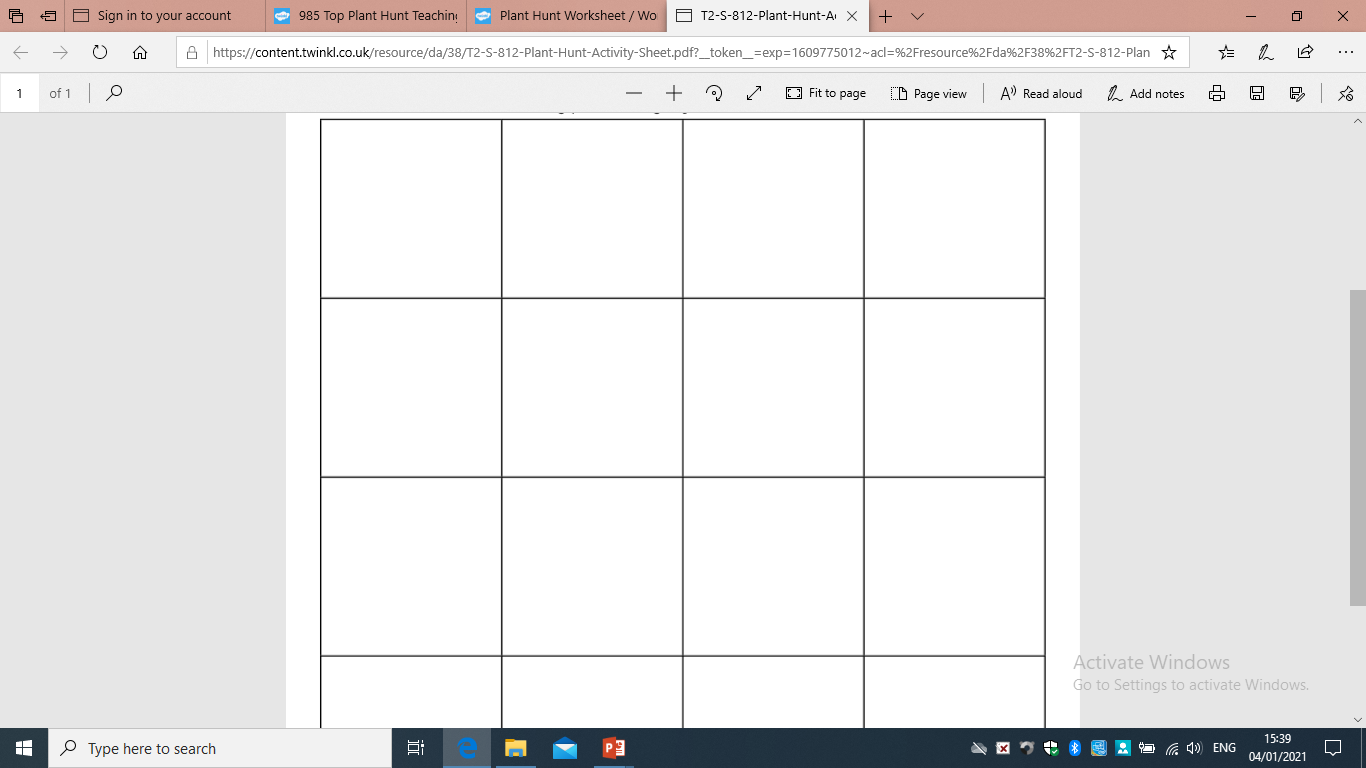 Sign in to your account
985 Top Plant Hunt Teaching
Plant Hunt Worksheet / Wo
T2-S-812-Plant-Hunt-A
https://content.twinkl.co.uk/resource/da/38/T2-S-812-Plant-Hunt-Activity-Sheet.pdf?__token__=exp=1609775012~acl=%2Fresource%2Fda%2F38%2FT2-S-812-Plan
1 of 1
Fit to page
Page view
Read aloud
Add notes
Activate Windows
Go to Settings to activate Windows.
Type here to search
ENG
15:39
04/01/2021